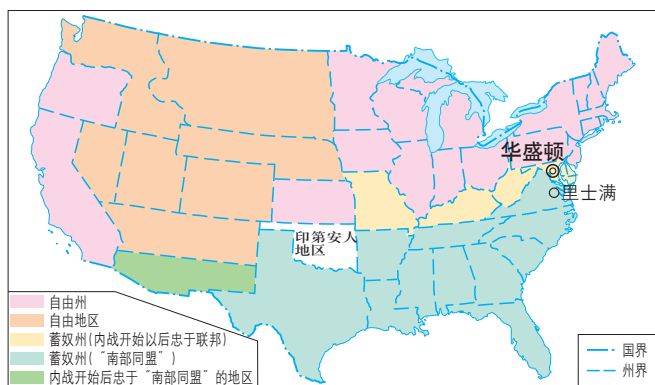 华盛顿
里士满
印第安人
地区
自由州
自由地区
蓄奴州(内战开始以后忠于联邦)
蓄奴州(“南部同盟”)
内战开始后忠于“南部同盟”的地区
国界
州界